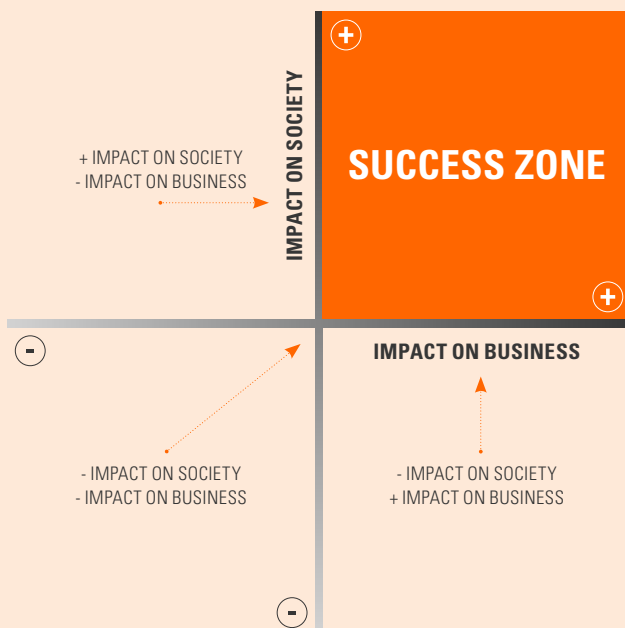 +
IMPACT ON SOCIETY
+ IMPACT ON SOCIETY
- IMPACT ON BUSINESS
SUCCESS ZONE
+
-
IMPACT ON BUSINESS
- IMPACT ON SOCIETY
- IMPACT ON BUSINESS
- IMPACT ON SOCIETY
+ IMPACT ON BUSINESS
-